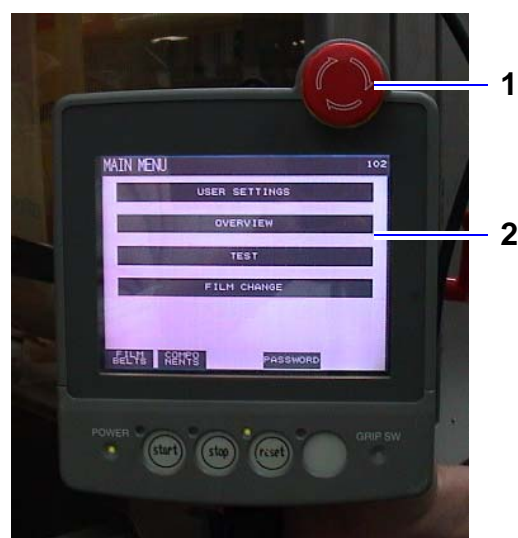 1
MAIN MENU 102
USER SETTINGS
OVERVIEW
2
TEST
FILM CHANGE
FILM BELTS
COMPO NENTS
PASSWORD
POWER
start
stop
reset
GRIP SW